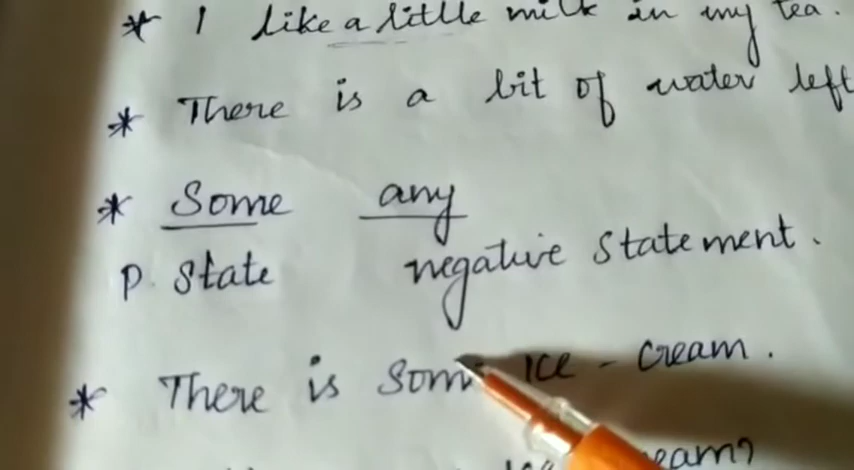 * I like a little milk in my tea.
* There is a bit of water left
* Some any
p. state negative statement.
* There is some ice-cream.